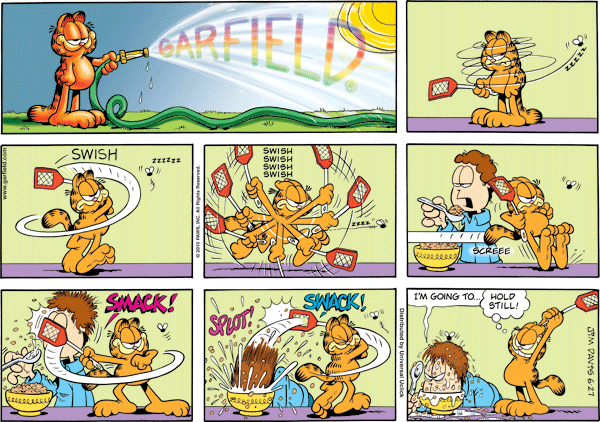 GARFIELD®
ZZZZZ
www.garfield.com
SWISH
ZZZZZZ
© 2010 PAWS, INC. All Rights Reserved.
SWISH
SWISH
SWISH
SWISH
ZZZZ
SCREEE
SMACK!
SPLOT!
SWACK!
Distributed by Universal Uclick
I'M GOING TO...
HOLD
STILL!
JIM DAVIS 6·27